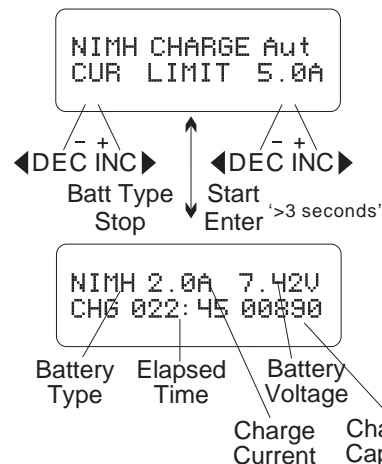 NIMH CHARGE Aut
CUR LIMIT 5.0A
- + - +
DEC INC DEC INC
Batt Type Start
Stop Enter '>3 seconds'
NIMH 2.0A 7.42V
CHG 022:45 00890
Battery Elapsed Battery
Type Time Voltage
Charge
Current